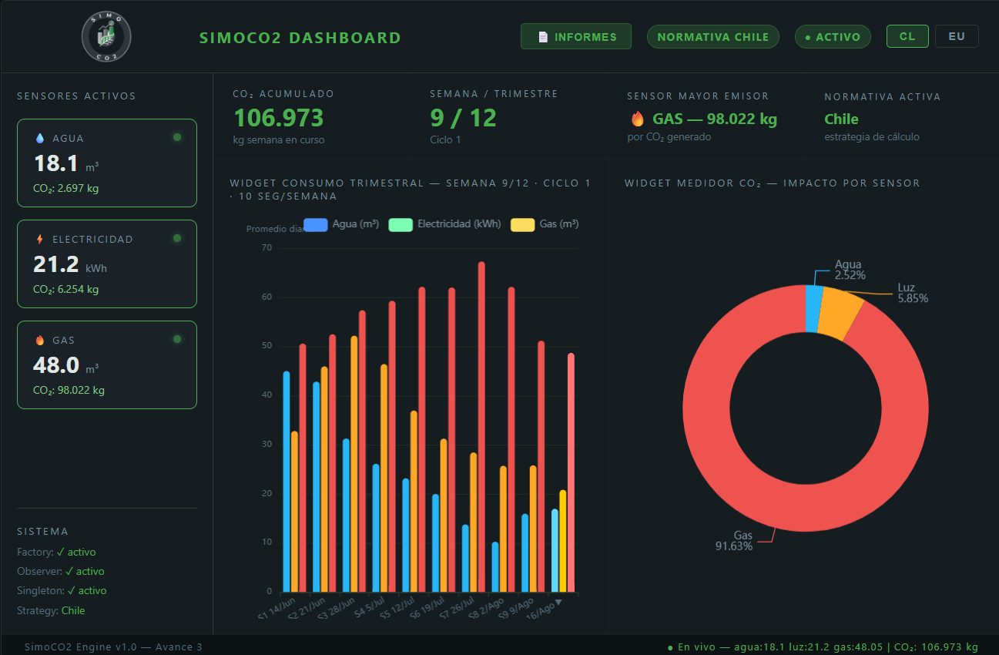 SIMO
CO2
SIMOCO2 DASHBOARD
INFORMES
NORMATIVA CHILE
● ACTIVO
CL
EU
SENSORES ACTIVOS
AGUA
18.1 m³
CO₂: 2.697 kg
ELECTRICIDAD
21.2 kWh
CO₂: 6.254 kg
GAS
48.0 m³
CO₂: 98.022 kg
SISTEMA
Factory: ✓ activo
Observer: ✓ activo
Singleton: ✓ activo
Strategy: Chile
CO₂ ACUMULADO
106.973
kg semana en curso
SEMANA / TRIMESTRE
9 / 12
Ciclo 1
SENSOR MAYOR EMISOR
GAS — 98.022 kg
por CO₂ generado
NORMATIVA ACTIVA
Chile
estrategia de cálculo
WIDGET CONSUMO TRIMESTRAL — SEMANA 9/12 · CICLO 1
· 10 SEG/SEMANA
Promedio diar
Agua (m³)
Electricidad (kWh)
Gas (m³)
70
60
50
40
30
20
10
0
S1 14/Jun
S2 21/Jun
S3 28/Jun
S4 5/Jul
S5 12/Jul
S6 19/Jul
S7 26/Jul
S8 2/Ago
S9 9/Ago
16/Ago▼
WIDGET MEDIDOR CO₂ — IMPACTO POR SENSOR
Agua
2.52%
Luz
5.85%
Gas
91.63%
SimoCO2 Engine v1.0 — Avance 3
● En vivo — agua:18.1 luz:21.2 gas:48.05 | CO₂: 106.973 kg